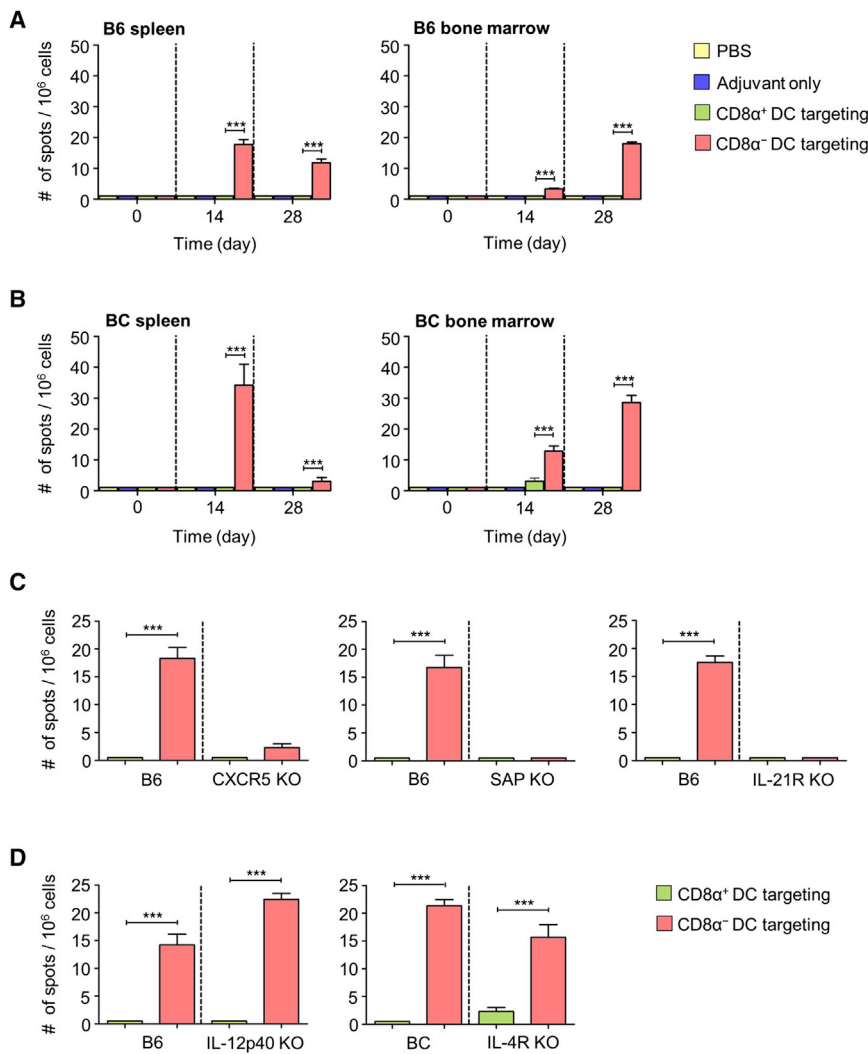 A
B6 spleen
B6 bone marrow
# of spots / 10⁶ cells
50
40
30
20
10
0
***
***
0
14
28
Time (day)
50
40
30
20
10
0
***
***
0
14
28
Time (day)
PBS
Adjuvant only
CD8α⁺ DC targeting
CD8α⁻ DC targeting
B
BC spleen
BC bone marrow
# of spots / 10⁶ cells
50
40
30
20
10
0
***
***
0
14
28
Time (day)
50
40
30
20
10
0
***
***
0
14
28
Time (day)
C
# of spots / 10⁶ cells
25
20
15
10
5
0
***
B6
CXCR5 KO
25
20
15
10
5
0
***
B6
SAP KO
25
20
15
10
5
0
***
B6
IL-21R KO
D
# of spots / 10⁶ cells
25
20
15
10
5
0
***
***
B6
IL-12p40 KO
25
20
15
10
5
0
***
***
BC
IL-4R KO
CD8α⁺ DC targeting
CD8α⁻ DC targeting